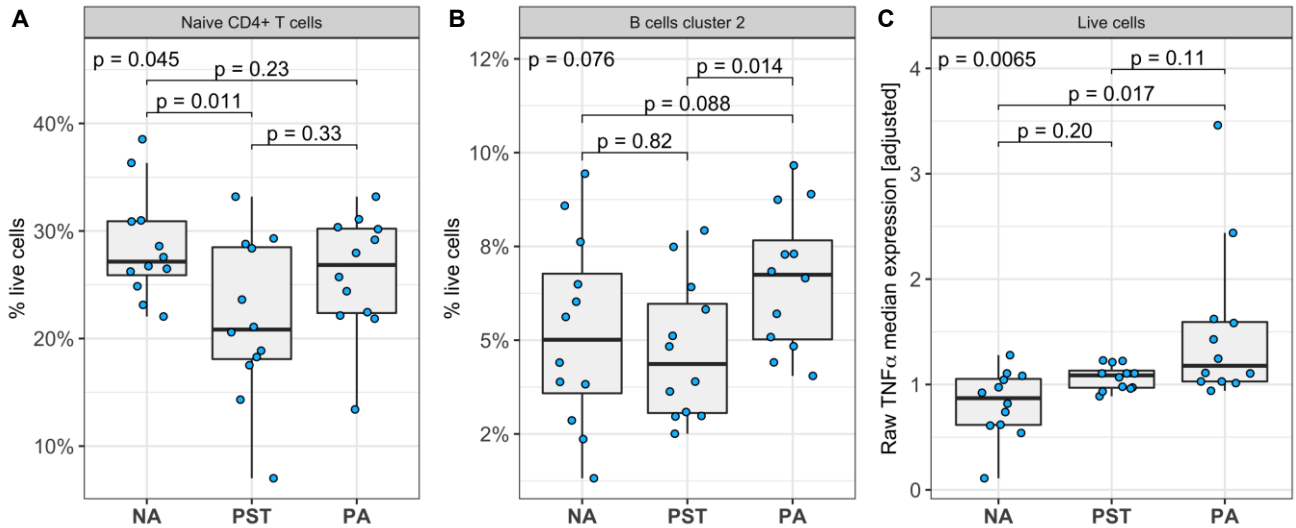 A
Naive CD4+ T cells
p = 0.045
p = 0.23
p = 0.011
p = 0.33
% live cells
40%
30%
20%
10%
NA PST PA
B
B cells cluster 2
p = 0.076
p = 0.014
p = 0.088
p = 0.82
% live cells
12%
10%
8%
5%
2%
NA PST PA
C
Live cells
p = 0.0065
p = 0.11
p = 0.017
p = 0.20
Raw TNFα median expression [adjusted]
4
3
2
1
0
NA PST PA